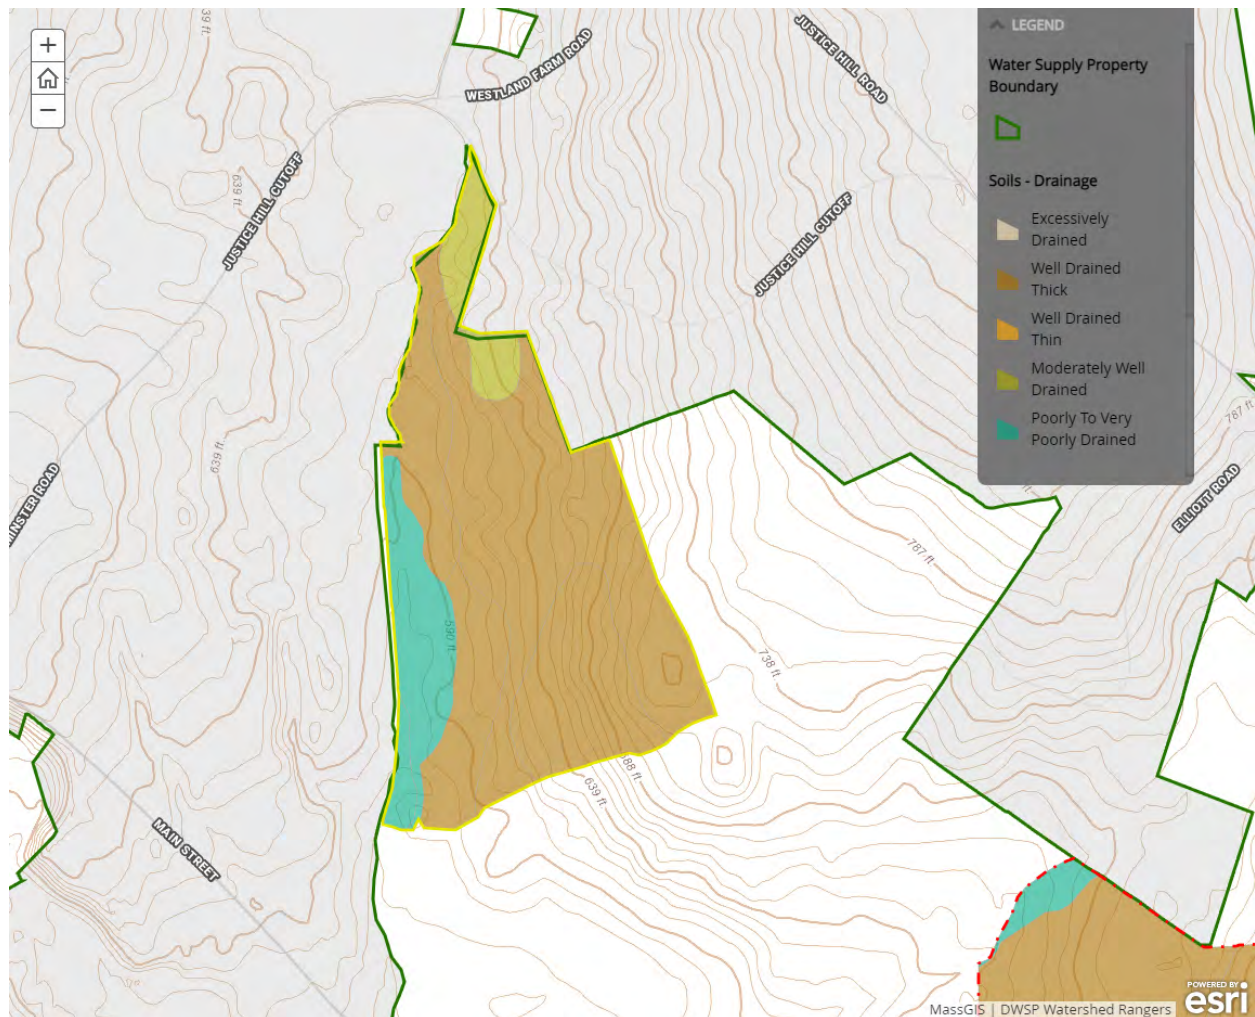 +
−
WESTLAND FARM ROAD
JUSTICE HILL ROAD
639 ft
JUSTICE HILL CUTOFF
JUSTICE HILL CUTOFF
639 ft
INSTER ROAD
ELLIOTT ROAD
787 ft
787 ft
590 ft
738 ft
88 ft
639 ft
MAIN STREET
LEGEND
Water Supply Property
Boundary
Soils - Drainage
Excessively
Drained
Well Drained
Thick
Well Drained
Thin
Moderately Well
Drained
Poorly To Very
Poorly Drained
MassGIS | DWSP Watershed Rangers
POWERED BY
esri